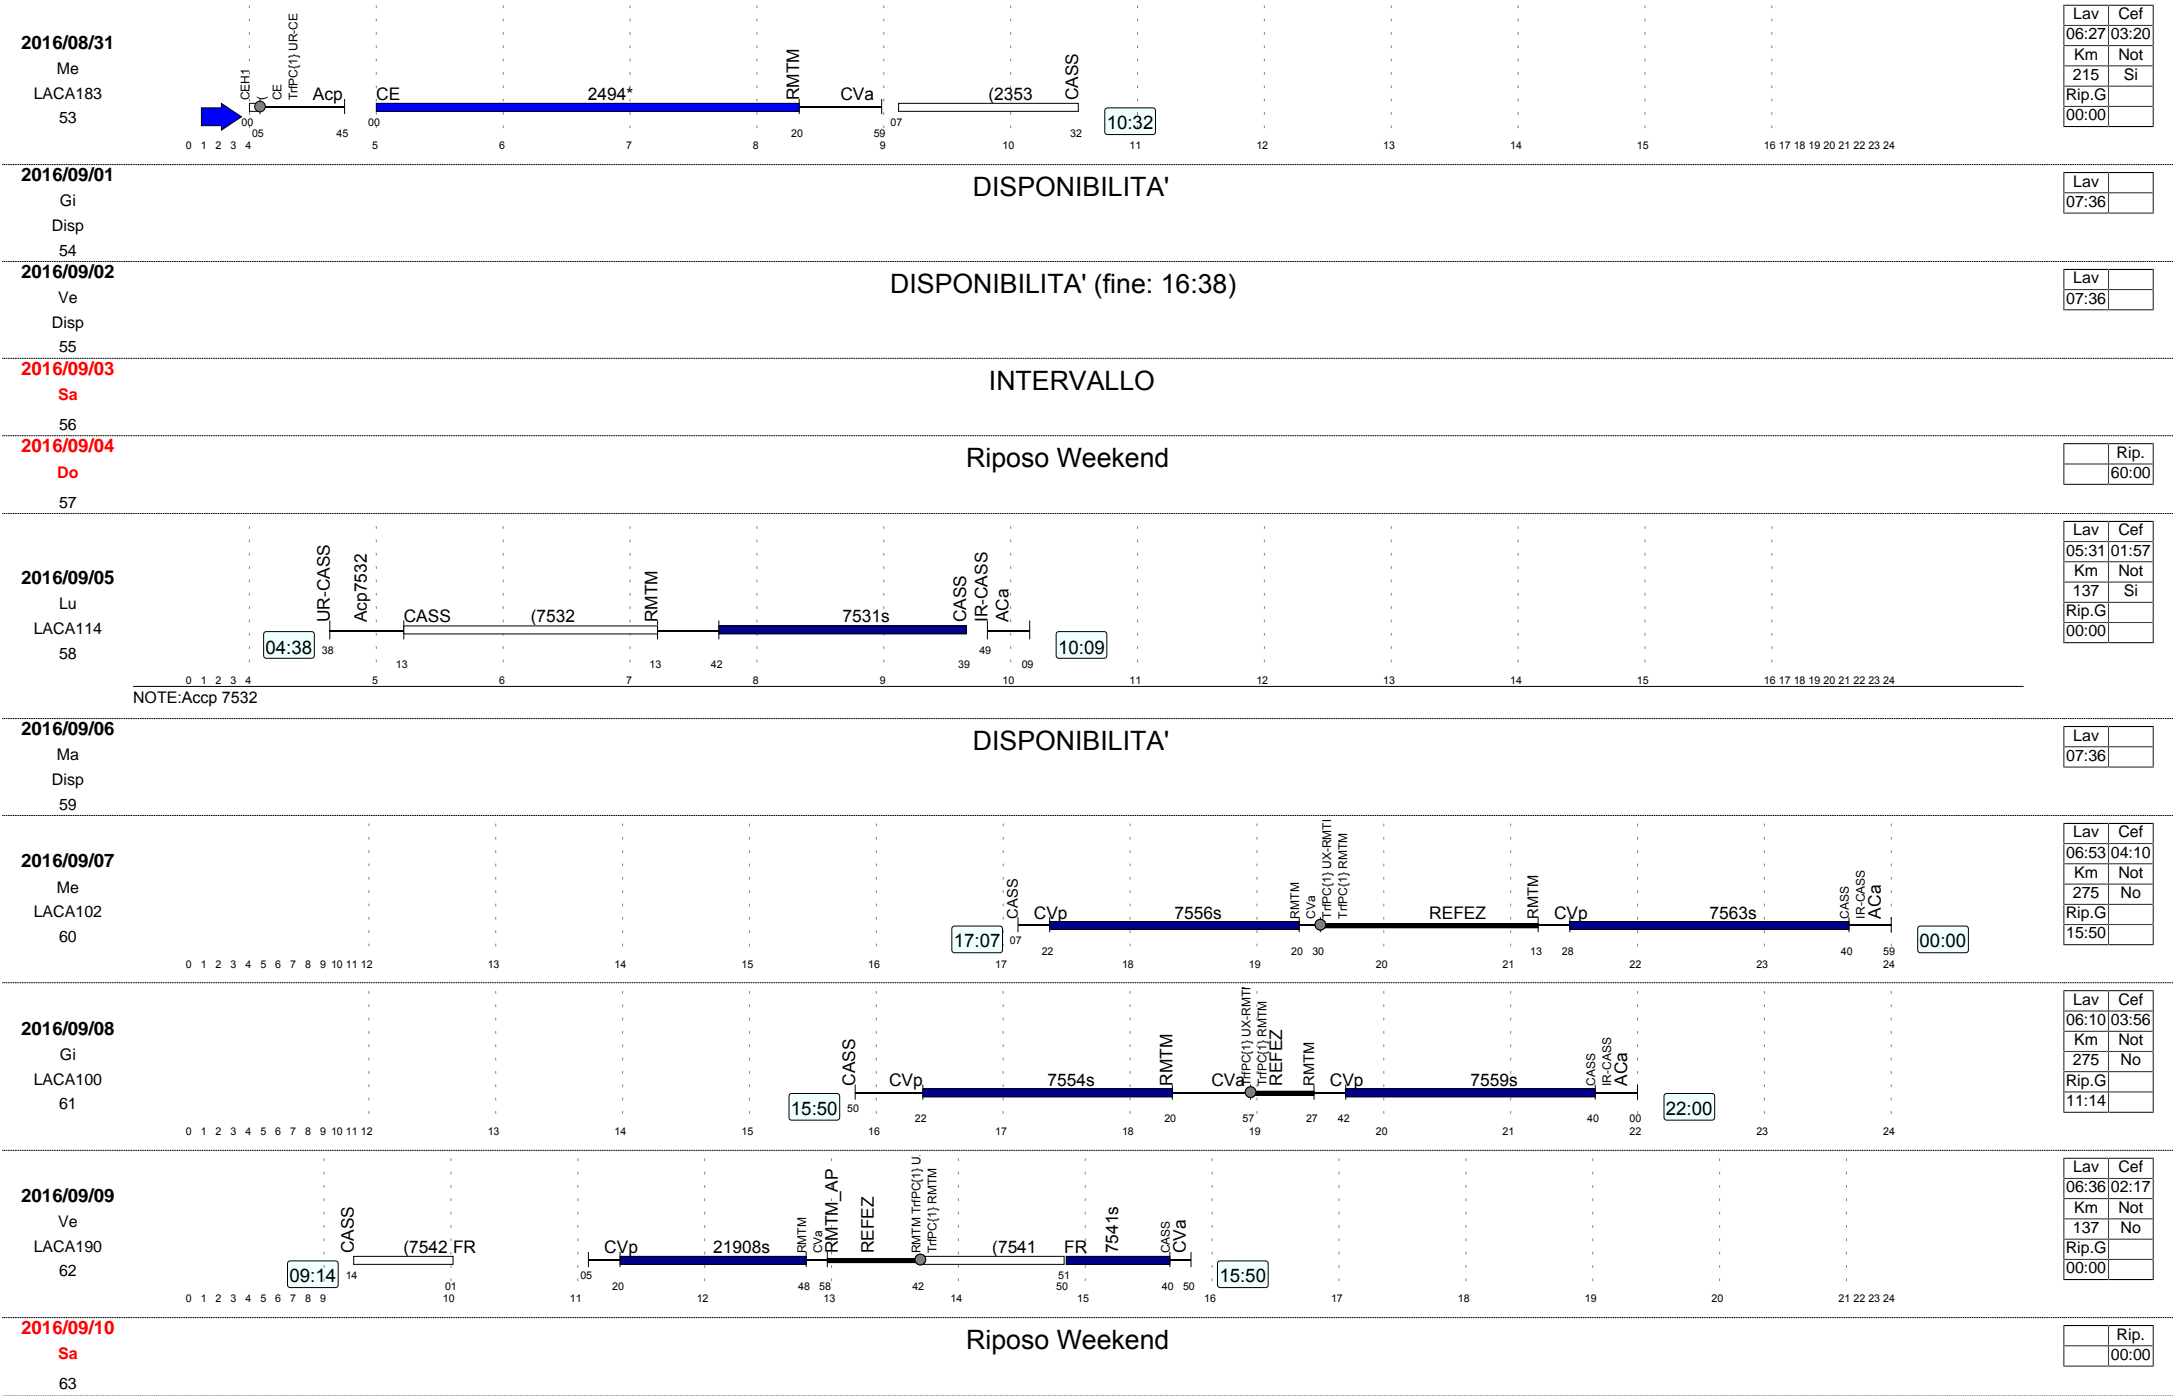 2016/08/31
Me
LACA183
53
CEH1
(
CE
TrfPC{1} UR-CE
Acp
CE
2494*
RMTM
CVa
(2353
CASS
10:32
00 05 45 00 20 59 07 32
0 1 2 3 4 5 6 7 8 9 10 11 12 13 14 15 16 17 18 19 20 21 22 23 24
Lav Cef
06:27 03:20
Km Not
215 Si
Rip.G
00:00
2016/09/01
Gi
Disp
54
DISPONIBILITA'
Lav
07:36
2016/09/02
Ve
Disp
55
DISPONIBILITA' (fine: 16:38)
Lav
07:36
2016/09/03
Sa
56
INTERVALLO
2016/09/04
Do
57
Riposo Weekend
Rip.
60:00
2016/09/05
Lu
LACA114
58
04:38
UR-CASS
Acp7532
CASS
(7532
RMTM
7531s
CASS
IR-CASS
ACa
10:09
38 13 13 42 39 49 09
0 1 2 3 4 5 6 7 8 9 10 11 12 13 14 15 16 17 18 19 20 21 22 23 24
NOTE:Accp 7532
Lav Cef
05:31 01:57
Km Not
137 Si
Rip.G
00:00
2016/09/06
Ma
Disp
59
DISPONIBILITA'
Lav
07:36
2016/09/07
Me
LACA102
60
17:07
CASS
CVp
7556s
RMTM
CVa
TrfPC{1} UX-RMTI
TrfPC{1} RMTM
REFEZ
RMTM
CVp
7563s
CASS
IR-CASS
ACa
00:00
07 22 20 30 13 28 40 59
0 1 2 3 4 5 6 7 8 9 10 11 12 13 14 15 16 17 18 19 20 21 22 23 24
Lav Cef
06:53 04:10
Km Not
275 No
Rip.G
15:50
2016/09/08
Gi
LACA100
61
15:50
CASS
CVp
7554s
RMTM
CVa
TrfPC{1} UX-RMTI
TrfPC{1} RMTM
REFEZ
RMTM
CVp
7559s
CASS
IR-CASS
ACa
22:00
50 22 20 57 27 42 40 00
0 1 2 3 4 5 6 7 8 9 10 11 12 13 14 15 16 17 18 19 20 21 22 23 24
Lav Cef
06:10 03:56
Km Not
275 No
Rip.G
11:14
2016/09/09
Ve
LACA190
62
09:14
CASS
(7542
FR
CVp
21908s
RMTM
CVa
RMTM_AP
REFEZ
RMTM TrfPC{1} U
TrfPC{1} RMTM
(7541
FR
7541s
CASS
CVa
15:50
14 01 05 20 48 58 42 51 50 40 50
0 1 2 3 4 5 6 7 8 9 10 11 12 13 14 15 16 17 18 19 20 21 22 23 24
Lav Cef
06:36 02:17
Km Not
137 No
Rip.G
00:00
2016/09/10
Sa
63
Riposo Weekend
Rip.
00:00